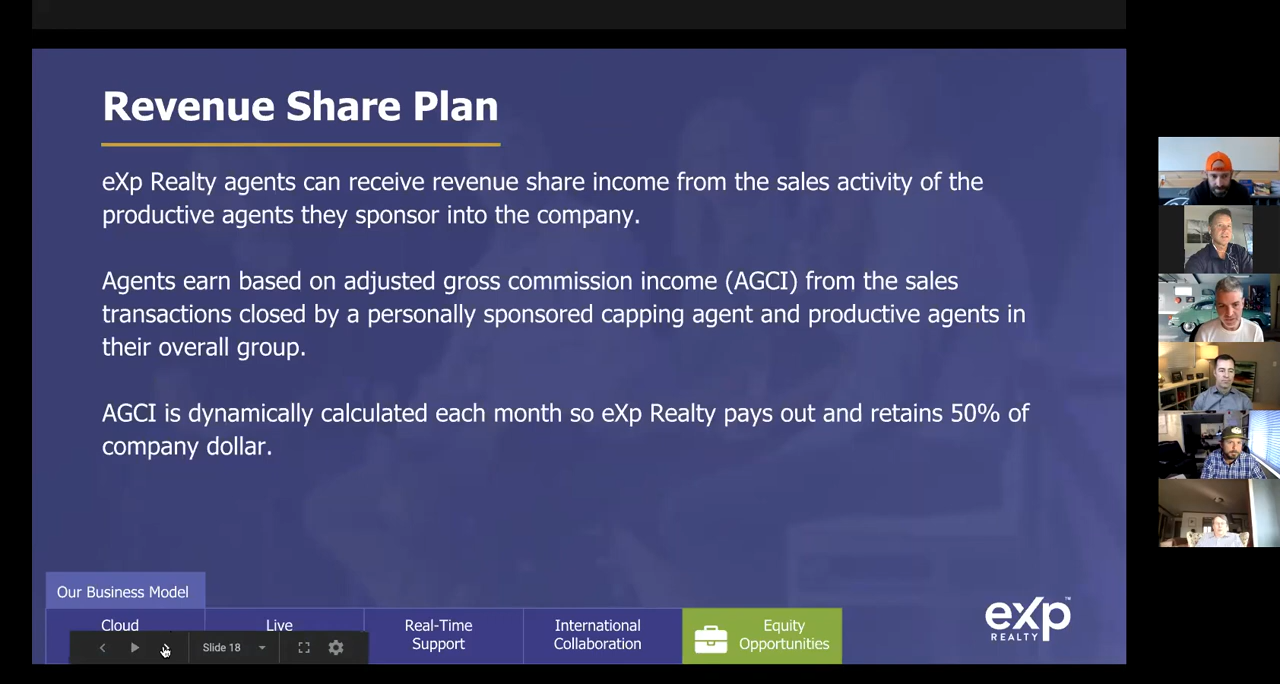 Revenue Share Plan
eXp Realty agents can receive revenue share income from the sales activity of the
productive agents they sponsor into the company.
Agents earn based on adjusted gross commission income (AGCI) from the sales
transactions closed by a personally sponsored capping agent and productive agents in
their overall group.
AGCI is dynamically calculated each month so eXp Realty pays out and retains 50% of
company dollar.
Our Business Model
Cloud
Live
Real-Time
Support
International
Collaboration
Equity
Opportunities
Slide 18
eXp
REALTY